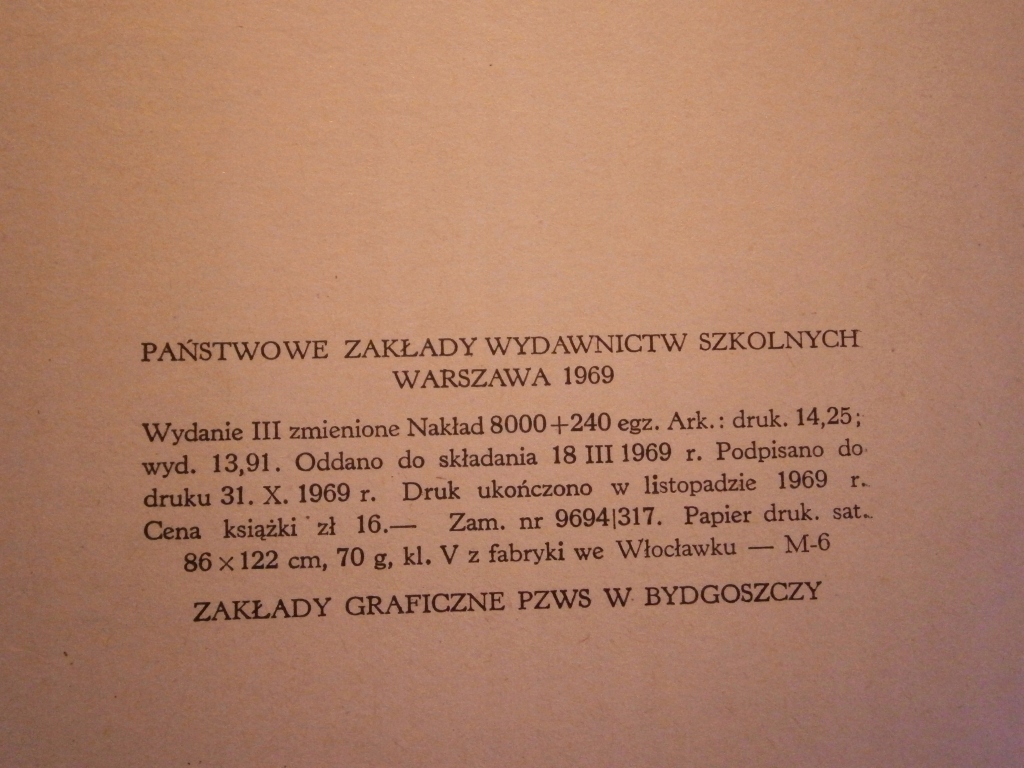 PAŃSTWOWE ZAKŁADY WYDAWNICTW SZKOLNYCH
WARSZAWA 1969
Wydanie III zmienione Nakład 8000+240 egz. Ark.: druk. 14,25;
wyd. 13,91. Oddano do składania 18 III 1969 r. Podpisano do
druku 31. X. 1969 r. Druk ukończono w listopadzie 1969 r.
Cena książki zł 16.— Zam. nr 9694|317. Papier druk. sat.
86 × 122 cm, 70 g, kl. V z fabryki we Włocławku — M-6
ZAKŁADY GRAFICZNE PZWS W BYDGOSZCZY